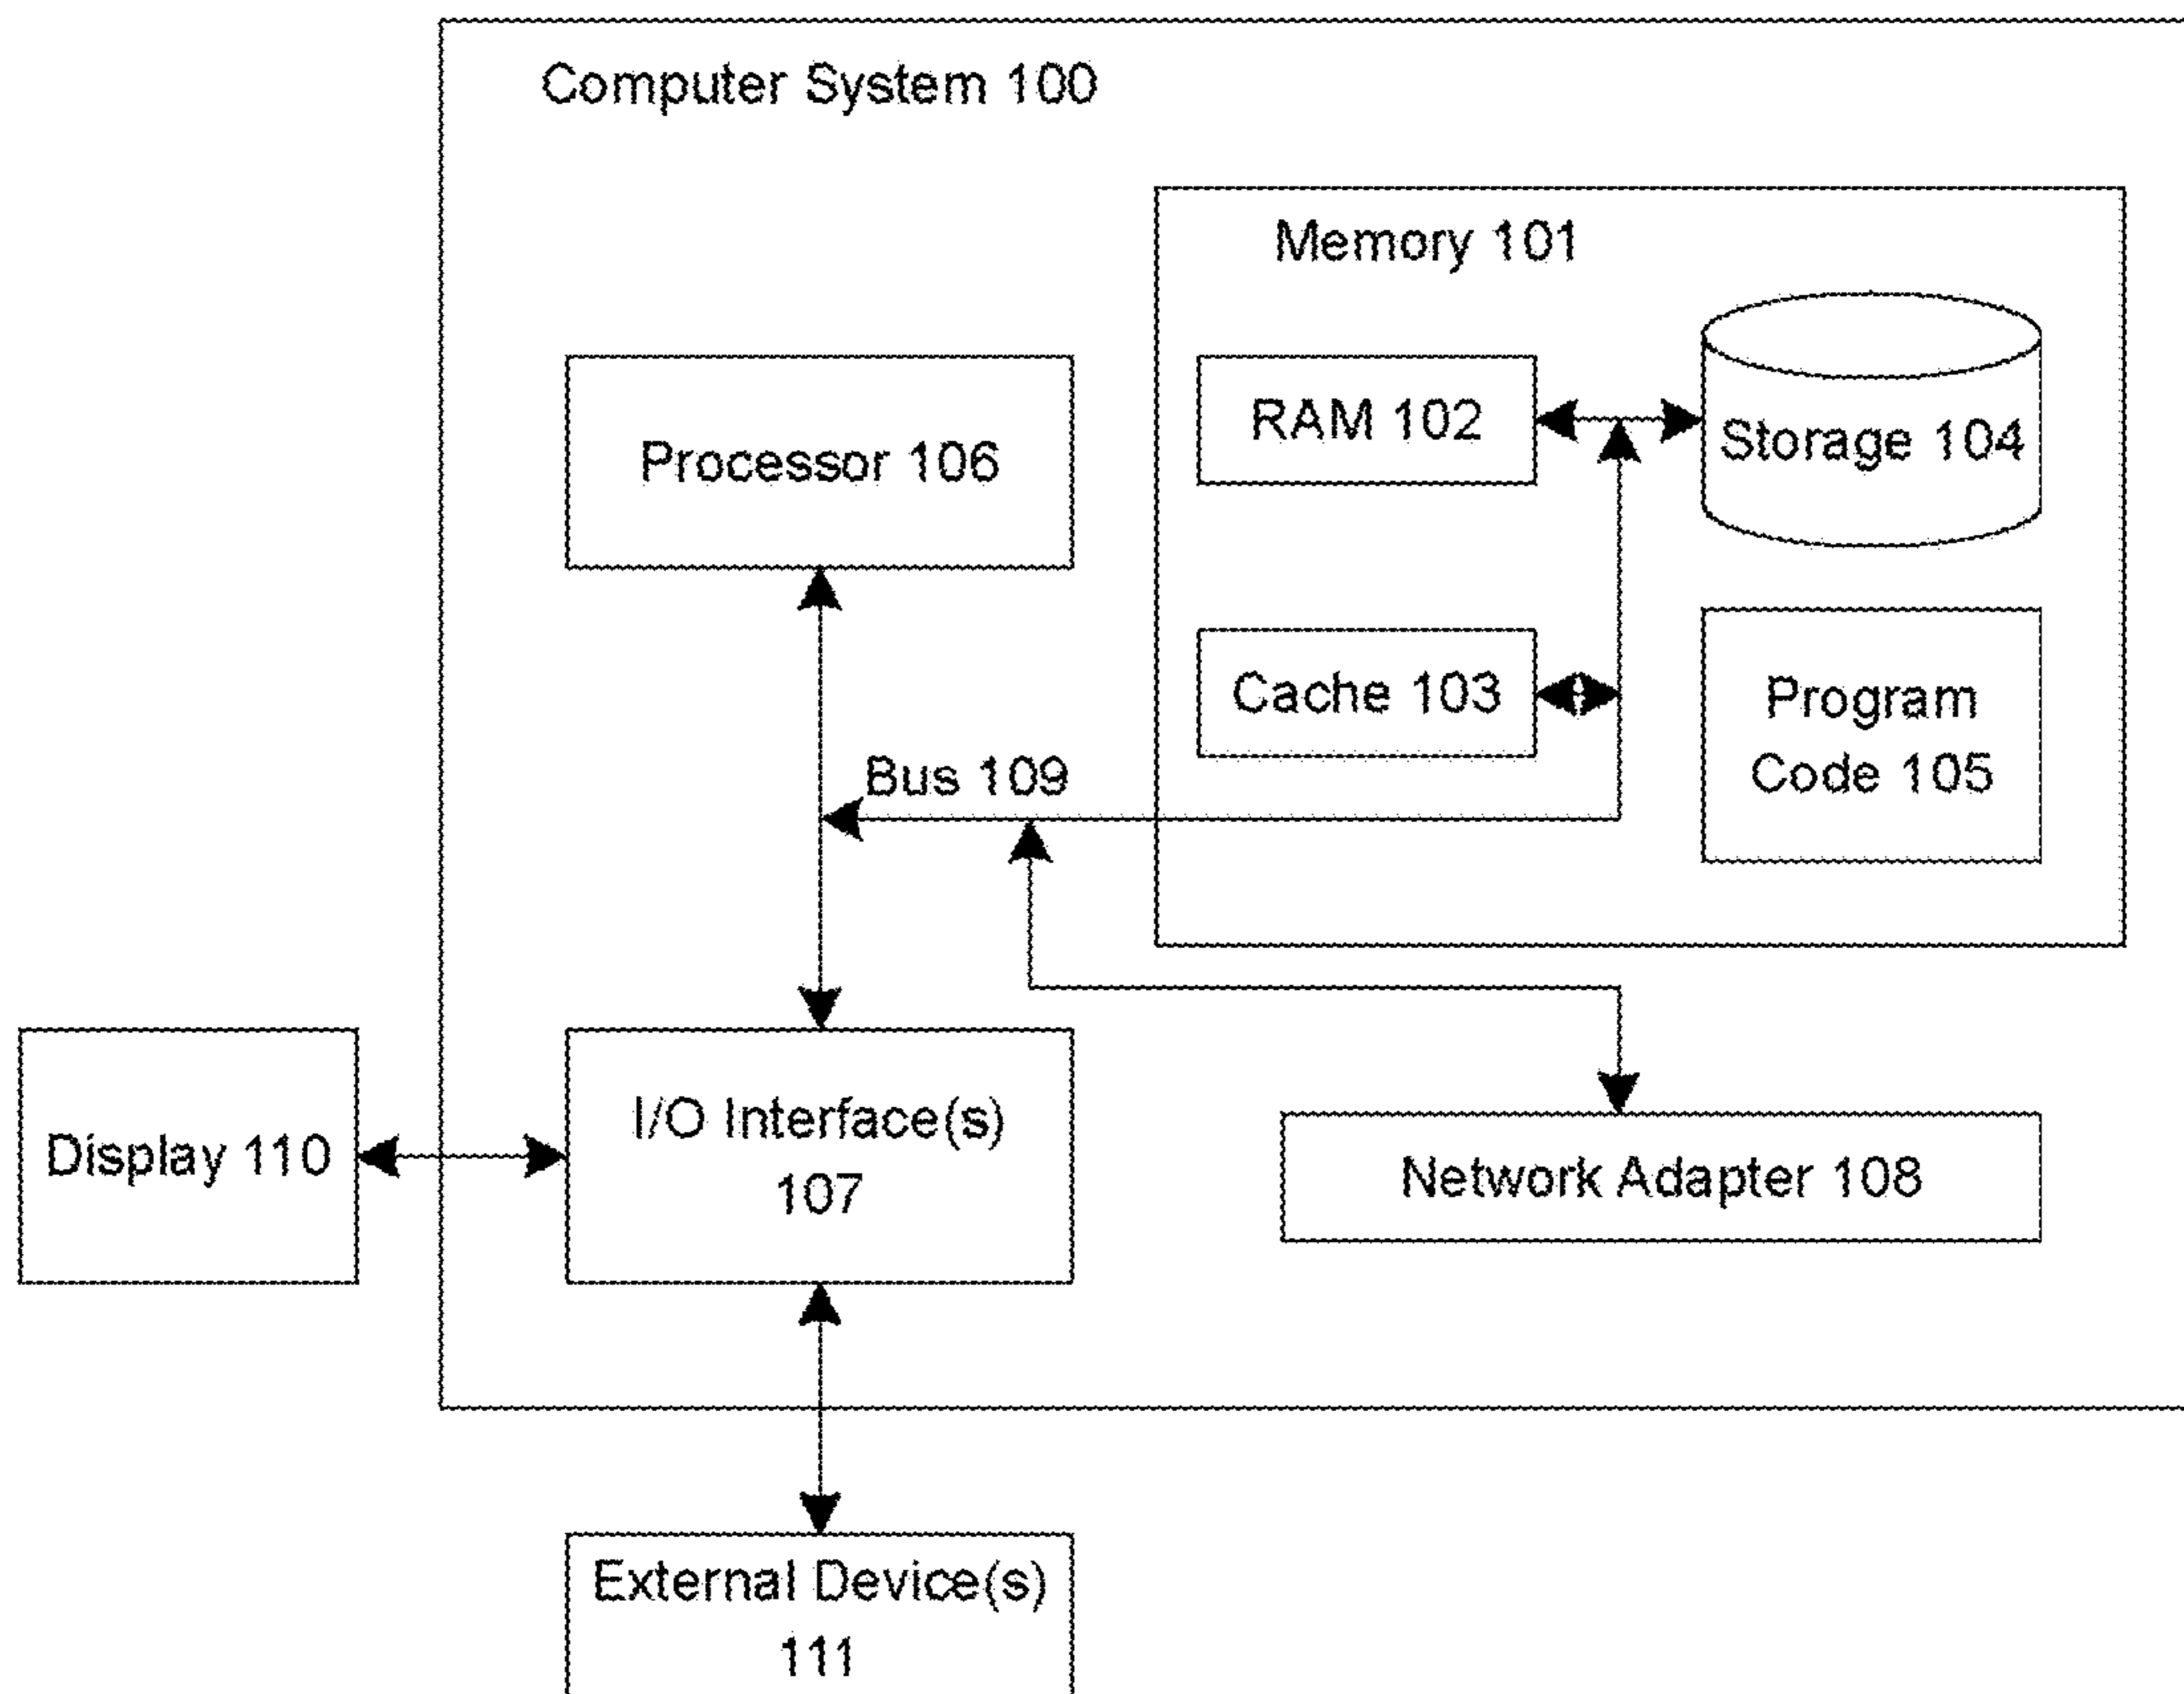 Computer System 100
Memory 101
RAM 102
Storage 104
Processor 106
Cache 103
Program
Code 105
Bus 109
Display 110
I/O Interface(s)
107
Network Adapter 108
External Device(s)
111